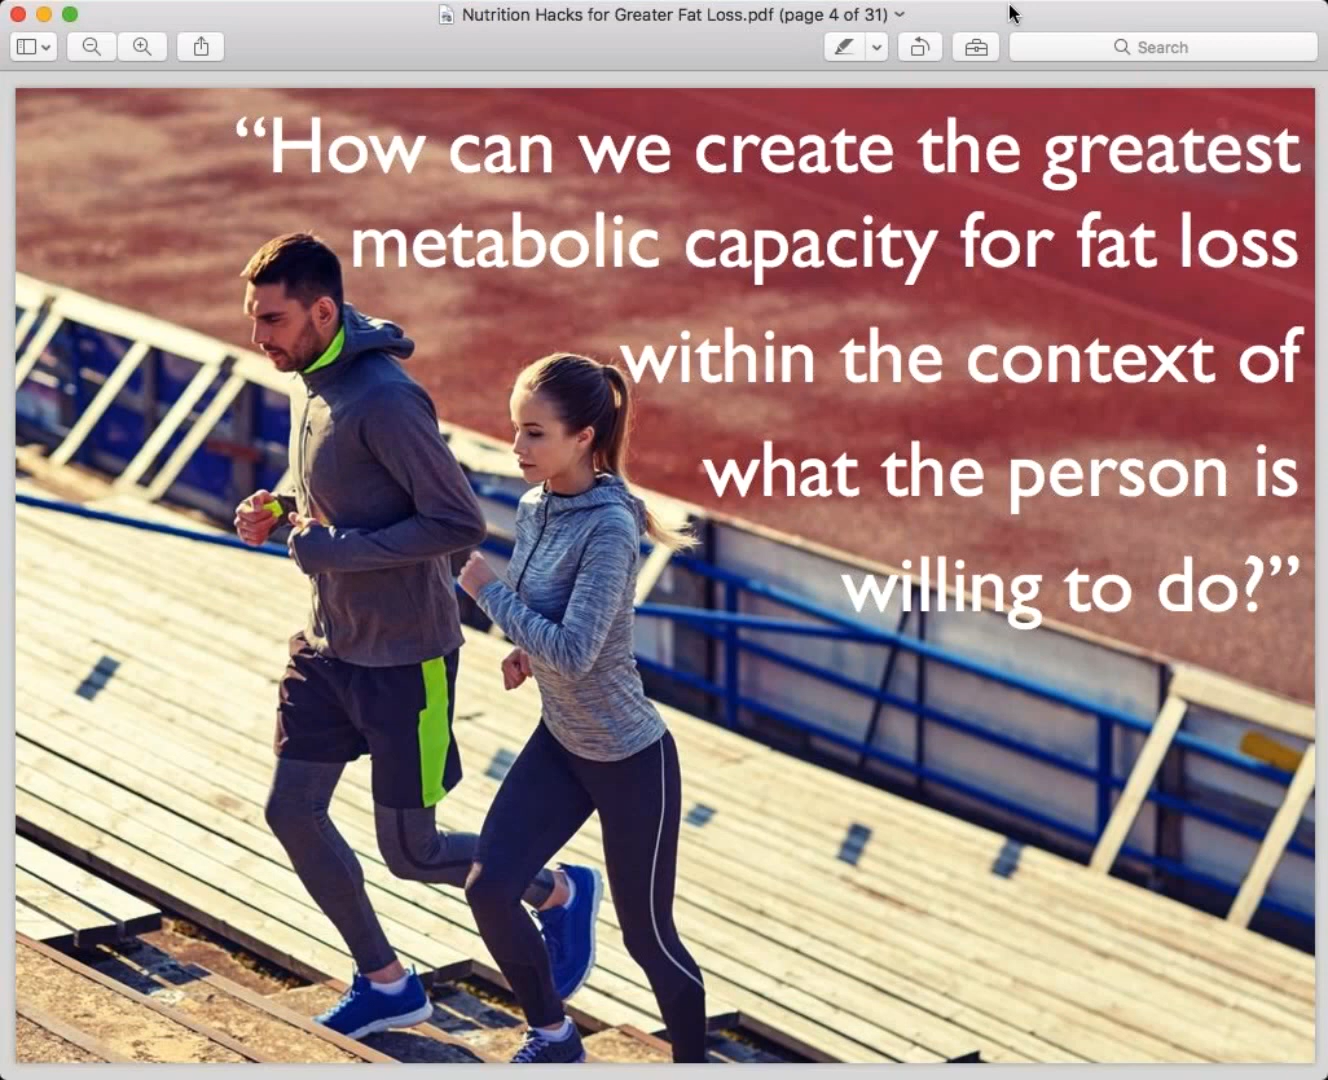 Nutrition Hacks for Greater Fat Loss.pdf (page 4 of 31)
Search
“How can we create the greatest
metabolic capacity for fat loss
within the context of
what the person is
willing to do?”